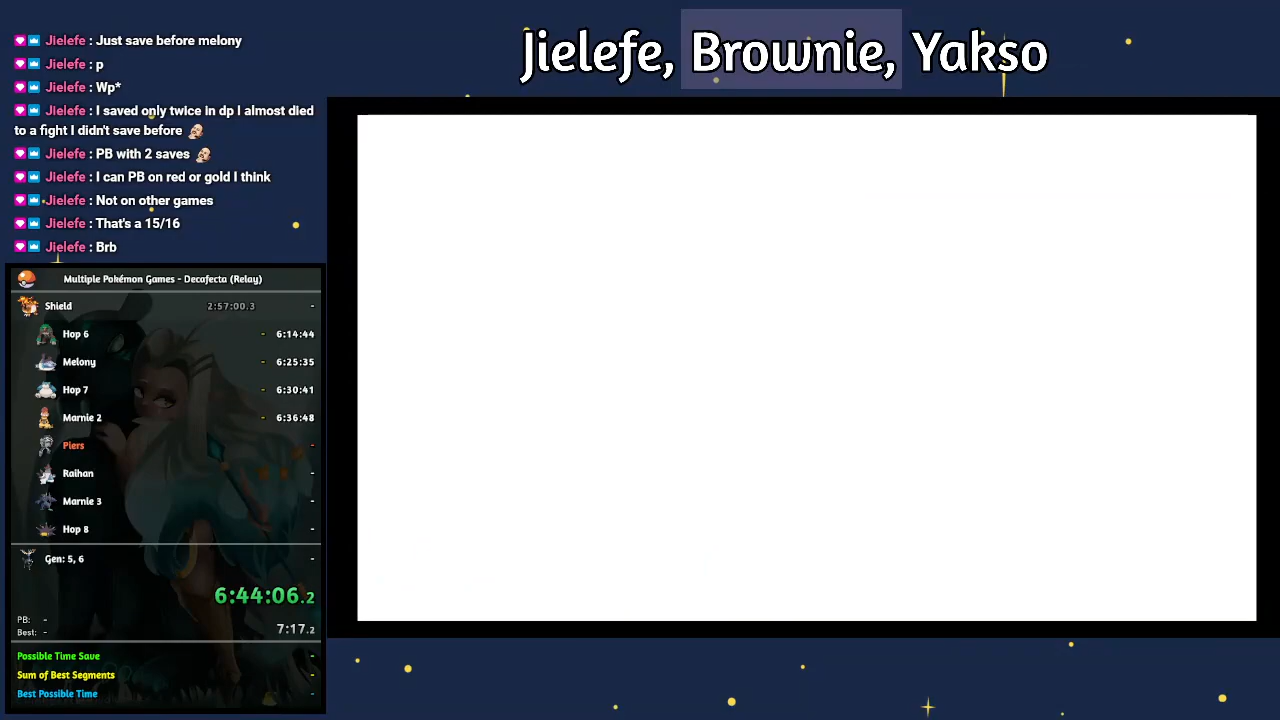 Jielefe, Brownie, Yakso
Jielefe : Just save before melony
Jielefe : p
Jielefe : Wp*
Jielefe : I saved only twice in dp I almost died
to a fight I didn't save before
Jielefe : PB with 2 saves
Jielefe : I can PB on red or gold I think
Jielefe : Not on other games
Jielefe : That's a 15/16
Jielefe : Brb
Multiple Pokémon Games - Decafecta (Relay)
Shield 2:57:00.3 -
Hop 6 - 6:14:44
Melony - 6:25:35
Hop 7 - 6:30:41
Marnie 2 - 6:36:48
Piers -
Raihan -
Marnie 3 -
Hop 8 -
Gen: 5, 6 -
6:44:06.2
PB: -
Best: - 7:17.2
Possible Time Save -
Sum of Best Segments -
Best Possible Time -